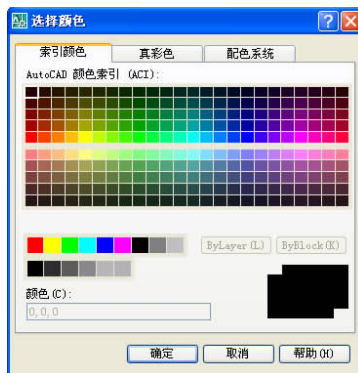 选择颜色
索引颜色 真彩色 配色系统
AutoCAD 颜色索引 (ACI):
ByLayer(L) ByBlock(K)
颜色(C):
0,0,0
确定 取消 帮助(H)